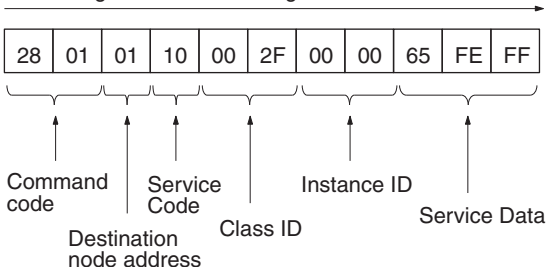 28 01 01 10 00 2F 00 00 65 FE FF
Command code
Destination node address
Service Code
Class ID
Instance ID
Service Data